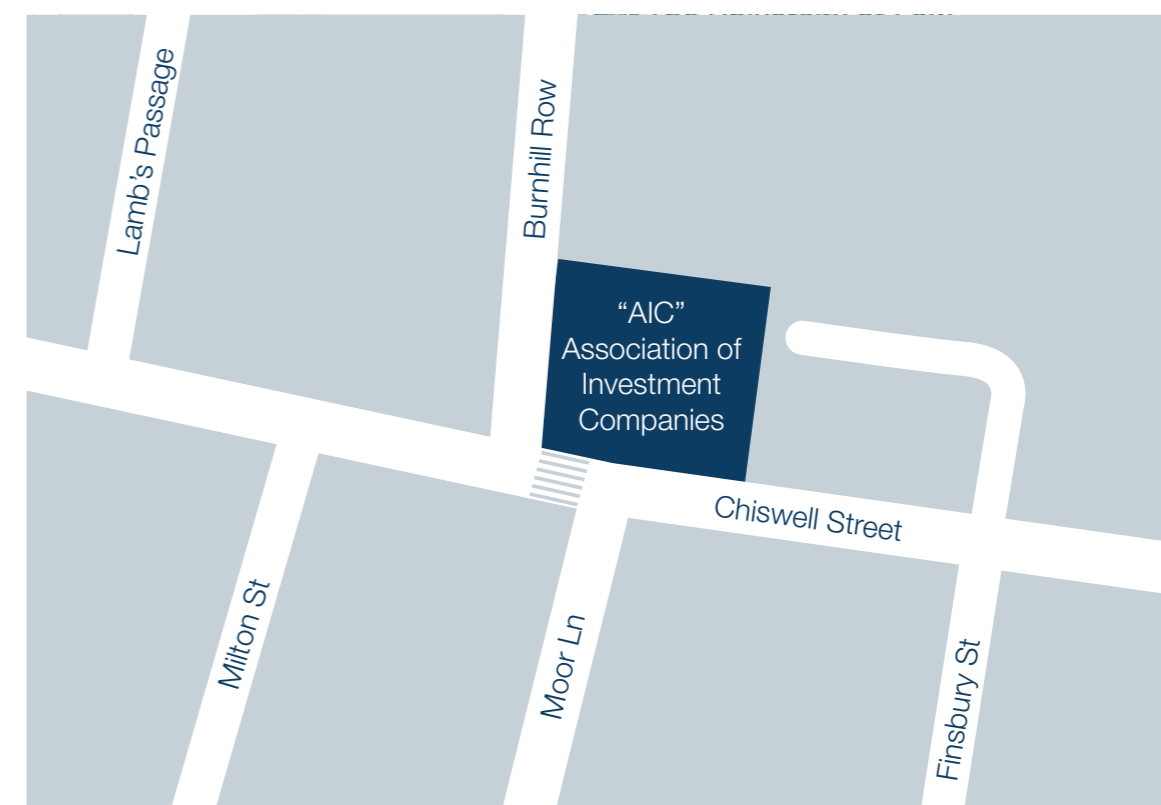 Lamb's Passage
Burnhill Row
“AIC”
Association of
Investment
Companies
Chiswell Street
Milton St
Moor Ln
Finsbury St